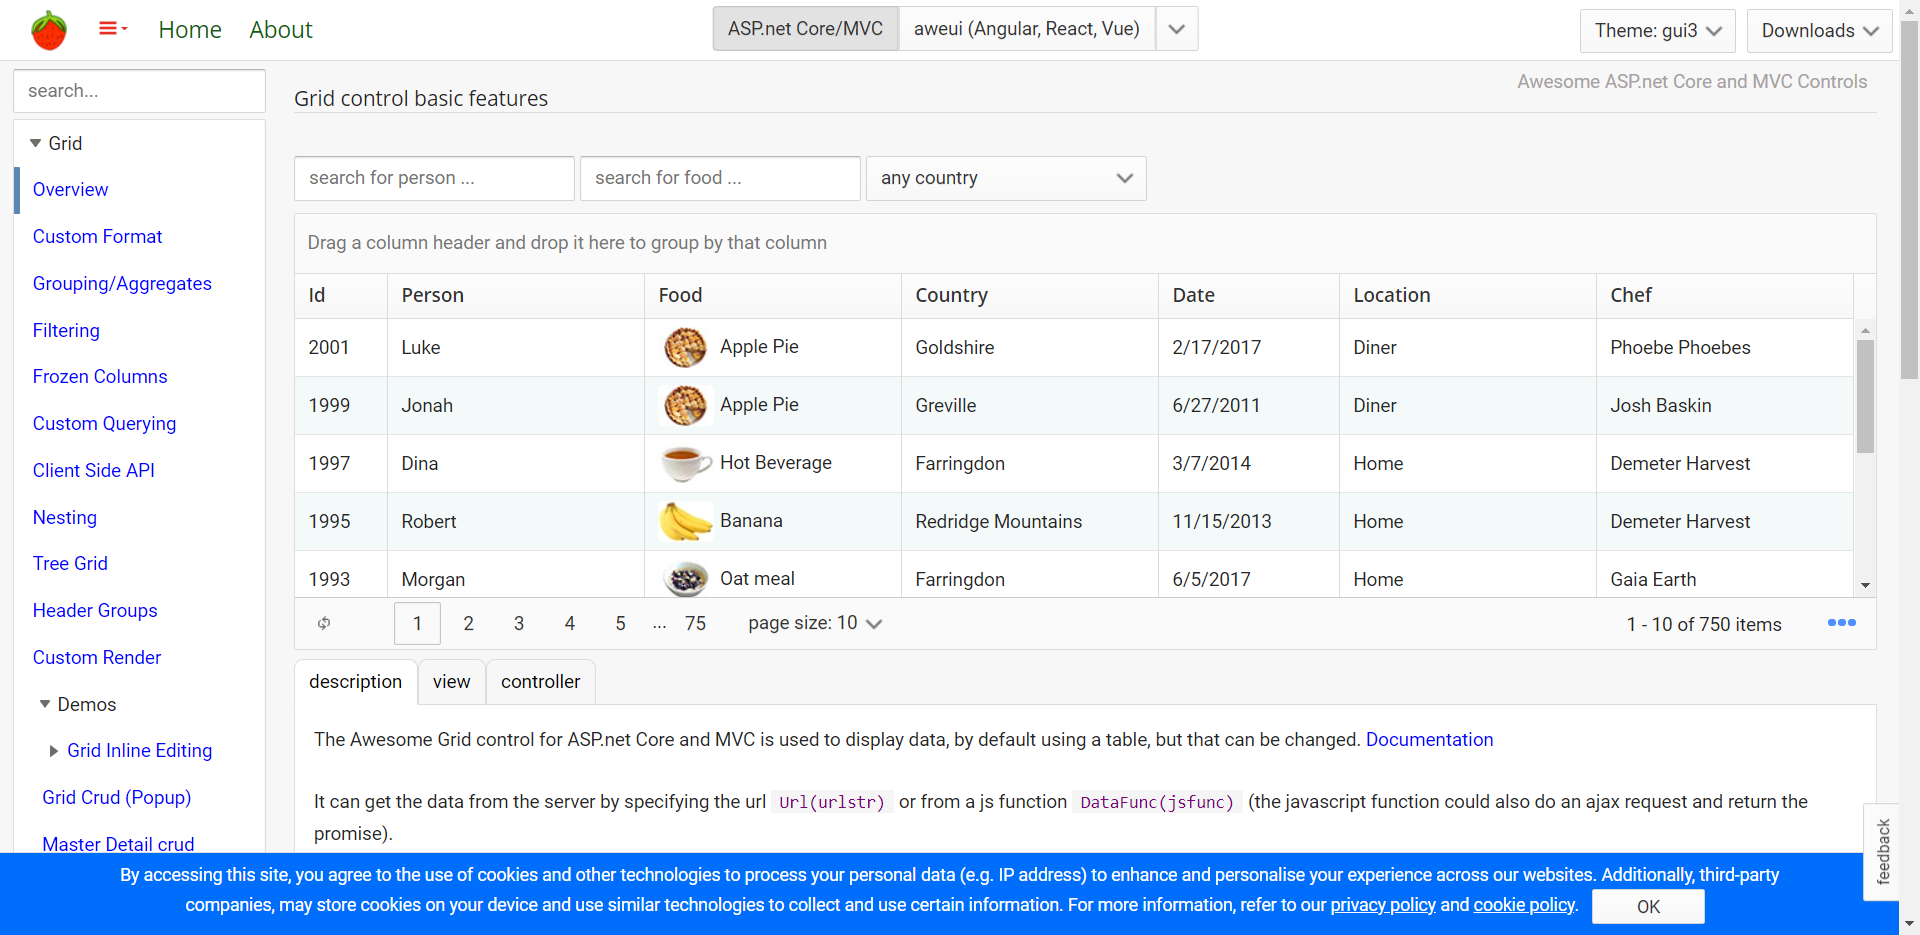 Home About
ASP.net Core/MVC aweui (Angular, React, Vue)
Theme: gui3 Downloads
search...
Grid
Overview
Custom Format
Grouping/Aggregates
Filtering
Frozen Columns
Custom Querying
Client Side API
Nesting
Tree Grid
Header Groups
Custom Render
Demos
Grid Inline Editing
Grid Crud (Popup)
Master Detail crud
Awesome ASP.net Core and MVC Controls
Grid control basic features
search for person ... search for food ... any country
Drag a column header and drop it here to group by that column
Id Person Food Country Date Location Chef
2001 Luke Apple Pie Goldshire 2/17/2017 Diner Phoebe Phoebes
1999 Jonah Apple Pie Greville 6/27/2011 Diner Josh Baskin
1997 Dina Hot Beverage Farringdon 3/7/2014 Home Demeter Harvest
1995 Robert Banana Redridge Mountains 11/15/2013 Home Demeter Harvest
1993 Morgan Oat meal Farringdon 6/5/2017 Home Gaia Earth
1 2 3 4 5 ... 75 page size: 10 1 - 10 of 750 items
description view controller
The Awesome Grid control for ASP.net Core and MVC is used to display data, by default using a table, but that can be changed. Documentation
It can get the data from the server by specifying the url Url(urlstr) or from a js function DataFunc(jsfunc) (the javascript function could also do an ajax request and return the
promise).
feedback
By accessing this site, you agree to the use of cookies and other technologies to process your personal data (e.g. IP address) to enhance and personalise your experience across our websites. Additionally, third-party
companies, may store cookies on your device and use similar technologies to collect and use certain information. For more information, refer to our privacy policy and cookie policy. OK